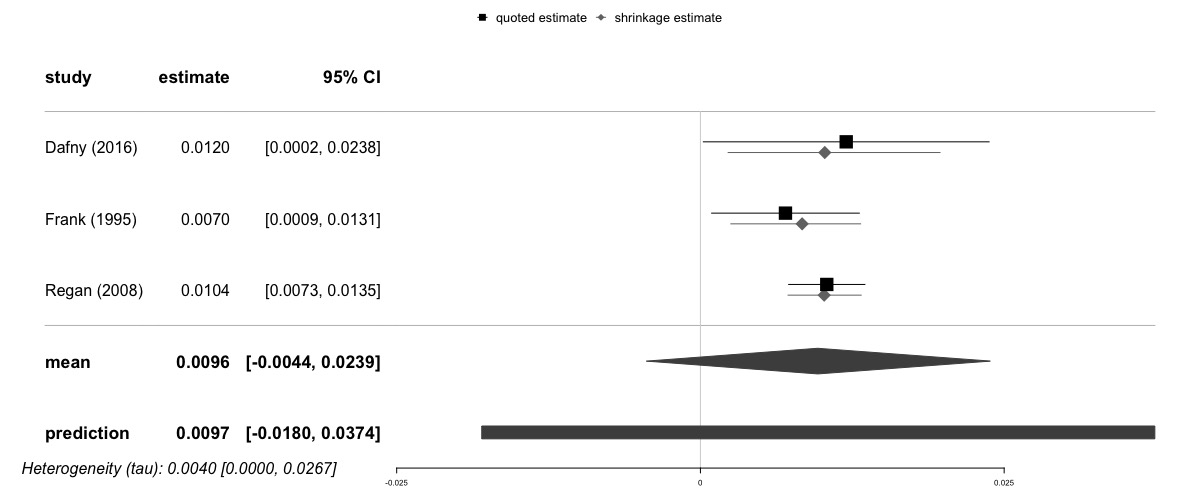 quoted estimate shrinkage estimate
study estimate 95% CI
Dafny (2016) 0.0120 [0.0002, 0.0238]
Frank (1995) 0.0070 [0.0009, 0.0131]
Regan (2008) 0.0104 [0.0073, 0.0135]
mean 0.0096 [-0.0044, 0.0239]
prediction 0.0097 [-0.0180, 0.0374]
Heterogeneity (tau): 0.0040 [0.0000, 0.0267]
-0.025 0 0.025